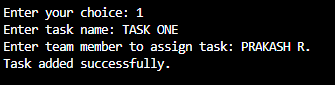 Enter your choice: 1
Enter task name: TASK ONE
Enter team member to assign task: PRAKASH R.
Task added successfully.